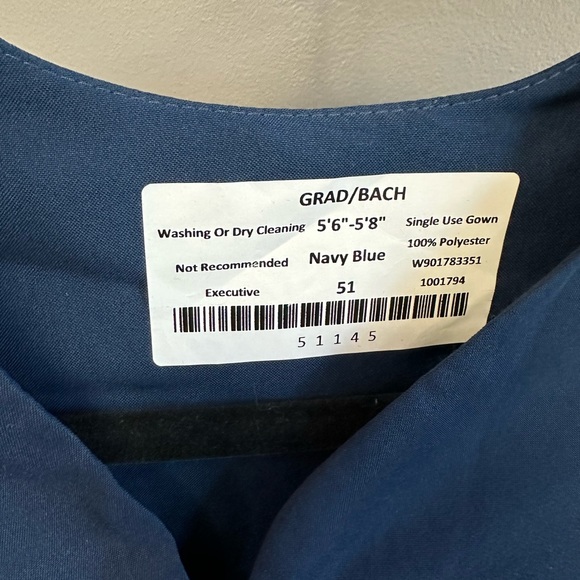 GRAD/BACH
Washing Or Dry Cleaning 5'6"-5'8" Single Use Gown
100% Polyester
Not Recommended Navy Blue W901783351
Executive 51 1001794
51145